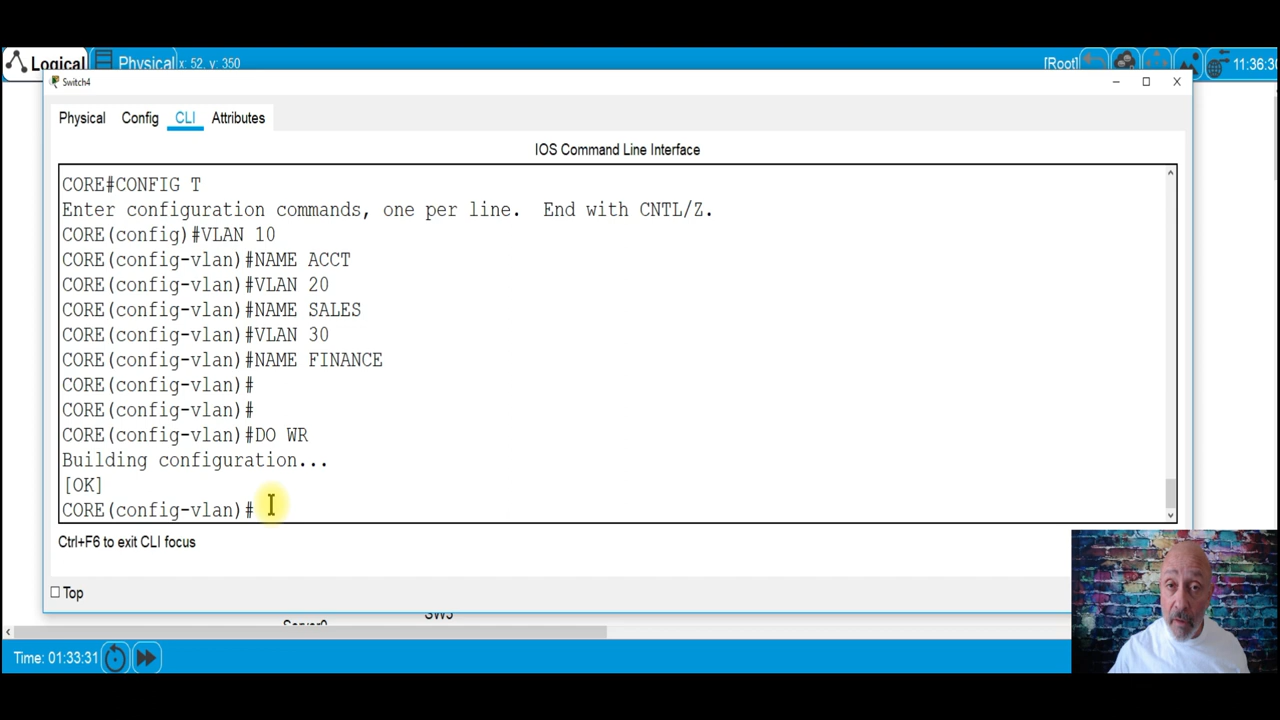 Logical
Physical
x: 52, y: 350
[Root]
11:36:30
Switch4
Physical
Config
CLI
Attributes
IOS Command Line Interface
CORE#CONFIG T
Enter configuration commands, one per line.  End with CNTL/Z.
CORE(config)#VLAN 10
CORE(config-vlan)#NAME ACCT
CORE(config-vlan)#VLAN 20
CORE(config-vlan)#NAME SALES
CORE(config-vlan)#VLAN 30
CORE(config-vlan)#NAME FINANCE
CORE(config-vlan)#
CORE(config-vlan)#
CORE(config-vlan)#DO WR
Building configuration...
[OK]
CORE(config-vlan)#
Ctrl+F6 to exit CLI focus
Top
Server0
Time: 01:33:31